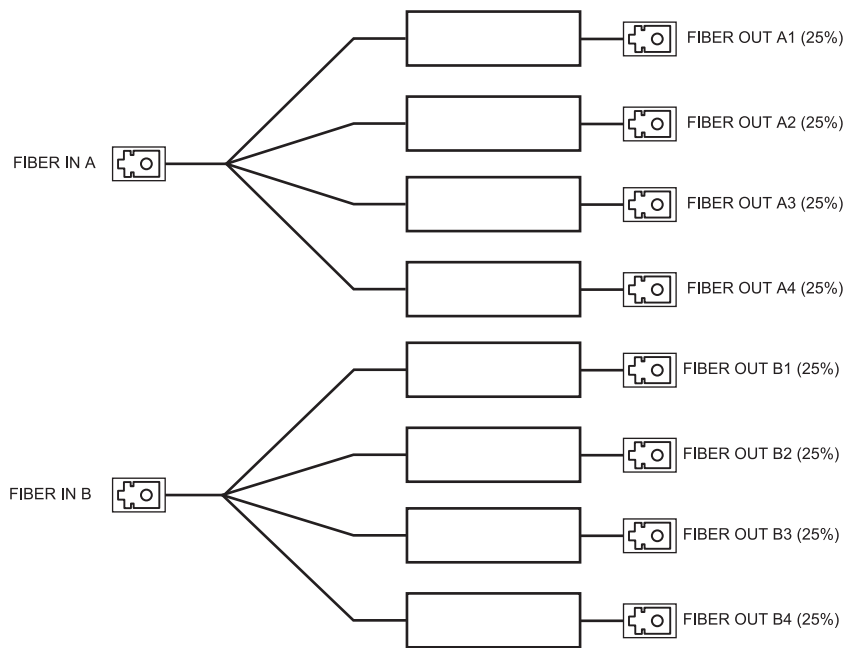 FIBER OUT A1 (25%)
FIBER OUT A2 (25%)
FIBER IN A
FIBER OUT A3 (25%)
FIBER OUT A4 (25%)
FIBER OUT B1 (25%)
FIBER OUT B2 (25%)
FIBER IN B
FIBER OUT B3 (25%)
FIBER OUT B4 (25%)